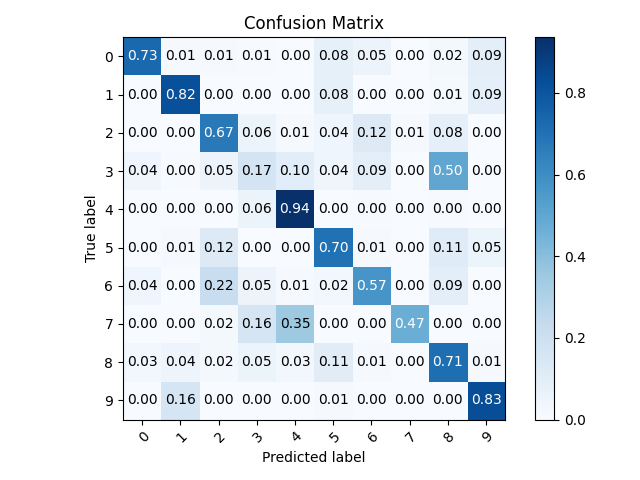 Confusion Matrix
0 0.73 0.01 0.01 0.01 0.00 0.08 0.05 0.00 0.02 0.09
1 0.00 0.82 0.00 0.00 0.00 0.08 0.00 0.00 0.01 0.09
2 0.00 0.00 0.67 0.06 0.01 0.04 0.12 0.01 0.08 0.00
3 0.04 0.00 0.05 0.17 0.10 0.04 0.09 0.00 0.50 0.00
4 0.00 0.00 0.00 0.06 0.94 0.00 0.00 0.00 0.00 0.00
5 0.00 0.01 0.12 0.00 0.00 0.70 0.01 0.00 0.11 0.05
6 0.04 0.00 0.22 0.05 0.01 0.02 0.57 0.00 0.09 0.00
7 0.00 0.00 0.02 0.16 0.35 0.00 0.00 0.47 0.00 0.00
8 0.03 0.04 0.02 0.05 0.03 0.11 0.01 0.00 0.71 0.01
9 0.00 0.16 0.00 0.00 0.00 0.01 0.00 0.00 0.00 0.83
0 1 2 3 4 5 6 7 8 9
True label
Predicted label
0.8
0.6
0.4
0.2
0.0